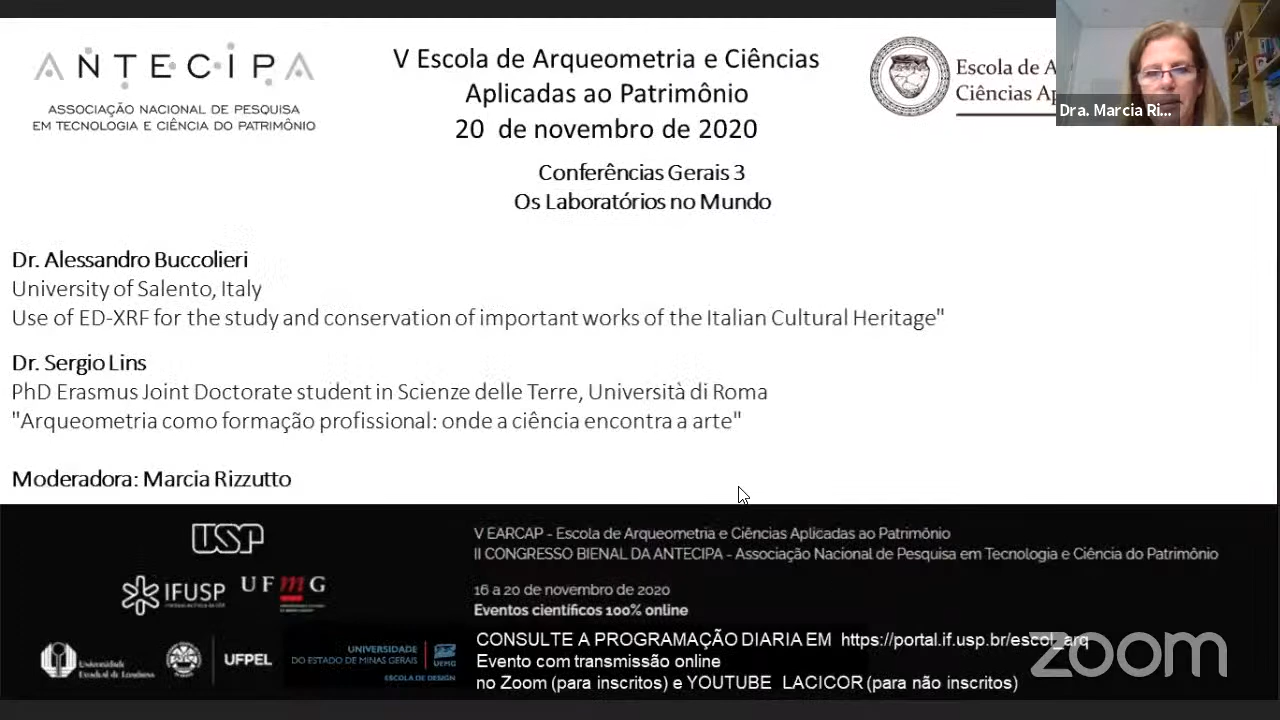 ANTECIPA
ASSOCIAÇÃO NACIONAL DE PESQUISA
EM TECNOLOGIA E CIÊNCIA DO PATRIMÔNIO
V Escola de Arqueometria e Ciências
Aplicadas ao Patrimônio
20 de novembro de 2020
Escola de A
Ciências Ap
Dra. Marcia Ri...
Conferências Gerais 3
Os Laboratórios no Mundo
Dr. Alessandro Buccolieri
University of Salento, Italy
Use of ED-XRF for the study and conservation of important works of the Italian Cultural Heritage"
Dr. Sergio Lins
PhD Erasmus Joint Doctorate student in Scienze delle Terre, Università di Roma
"Arqueometria como formação profissional: onde a ciência encontra a arte"
Moderadora: Marcia Rizzutto
USP
IFUSP
UFMG
Universidade
Estadual de Londrina
UFPEL
UNIVERSIDADE
DO ESTADO DE MINAS GERAIS
ESCOLA DE DESIGN
UEMG
V EARCAP - Escola de Arqueometria e Ciências Aplicadas ao Patrimônio
II CONGRESSO BIENAL DA ANTECIPA - Associação Nacional de Pesquisa em Tecnologia e Ciência do Patrimônio
16 a 20 de novembro de 2020
Eventos científicos 100% online
CONSULTE A PROGRAMAÇÃO DIARIA EM https://portal.if.usp.br/escol_arq
Evento com transmissão online
no Zoom (para inscritos) e YOUTUBE LACICOR (para não inscritos)
zoom